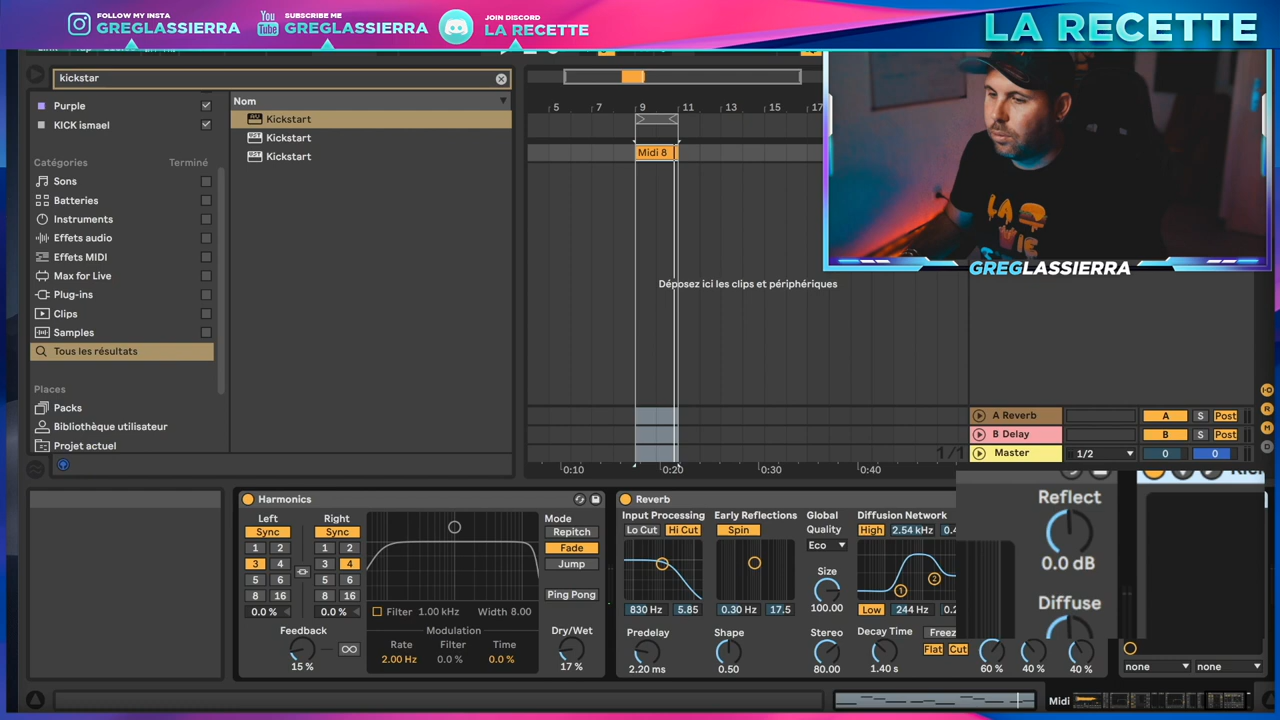 FOLLOW MY INSTA
GREGLASSIERRA
You
Tube
SUBSCRIBE ME
GREGLASSIERRA
JOIN DISCORD
LA RECETTE
LA RECETTE
kickstar
Purple
KICK ismael
Catégories
Terminé
Sons
Batteries
Instruments
Effets audio
Effets MIDI
Max for Live
Plug-ins
Clips
Samples
Tous les résultats
Places
Packs
Bibliothèque utilisateur
Projet actuel
Nom
Kickstart
Kickstart
Kickstart
5 7 9 11 13 15 17
Midi 8
Déposez ici les clips et périphériques
GREGLASSIERRA
A Reverb A S Post
B Delay B S Post
1/1 Master 1/2 0 0
0:10 0:20 0:30 0:40
Harmonics
Left Right
Sync Sync
1 2 1 2
3 4 3 4
5 6 5 6
8 16 8 16
0.0 % 0.0 %
Feedback
15 %
Filter 1.00 kHz Width 8.00
Modulation
Rate Filter Time
2.00 Hz 0.0 % 0.0 %
Mode
Repitch
Fade
Jump
Ping Pong
Dry/Wet
17 %
Reverb
Input Processing
Lo Cut Hi Cut
830 Hz 5.85
Predelay
2.20 ms
Early Reflections
Spin
0.30 Hz 17.5
Shape
0.50
Global
Quality
Eco
Size
100.00
Stereo
80.00
Diffusion Network
High 2.54 kHz
1 2
Low 244 Hz
Decay Time
1.40 s
Freez
Flat Cut
60 % 40 % 40 %
Reflect
0.0 dB
Diffuse
none none
Midi